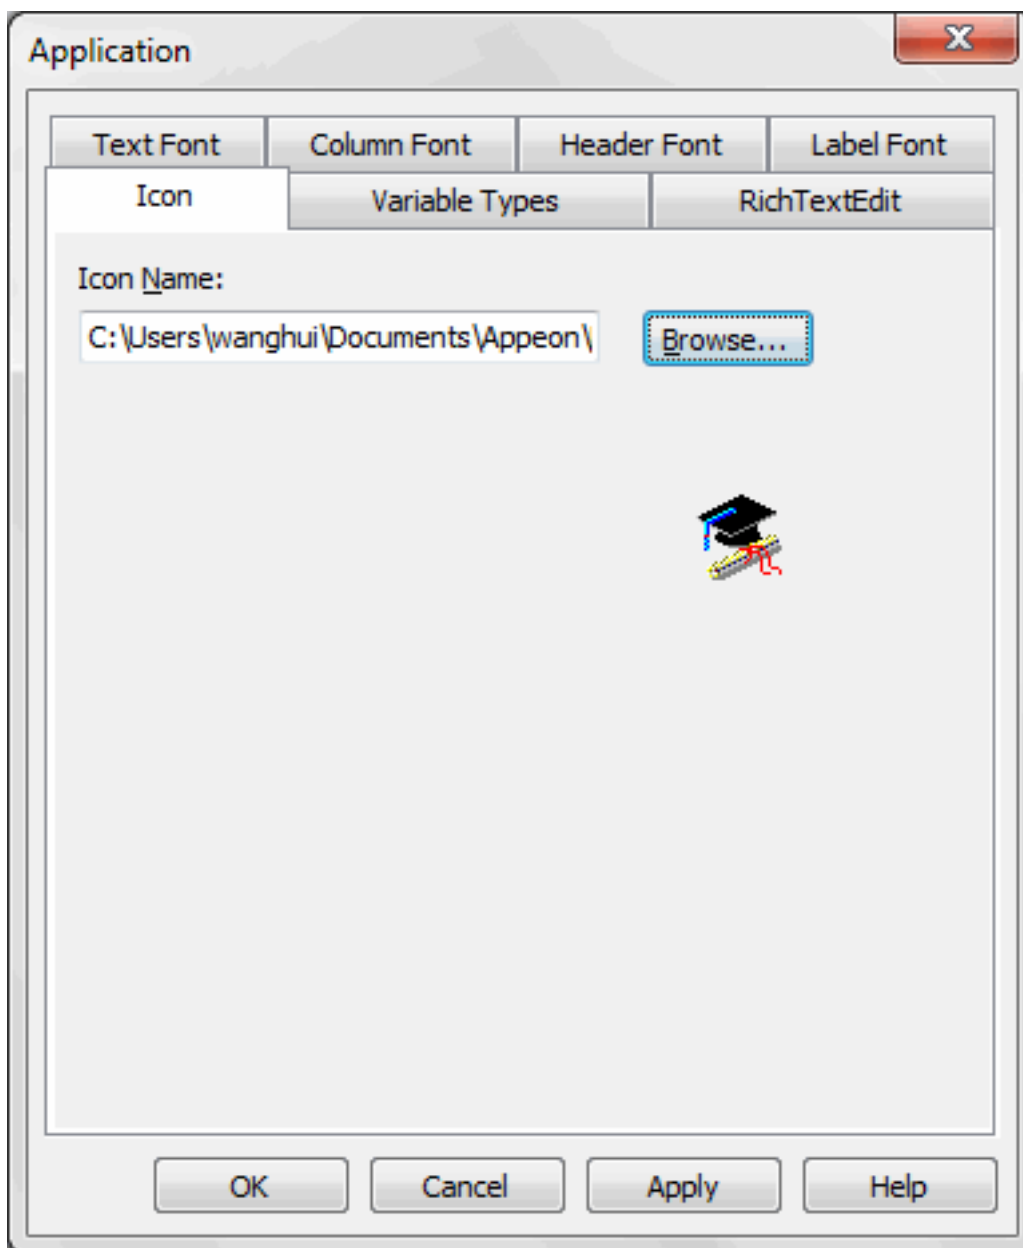 Application
Text Font Column Font Header Font Label Font
Icon Variable Types RichTextEdit
Icon Name:
C:\Users\wanghui\Documents\Appeon\ Browse...
OK Cancel Apply Help